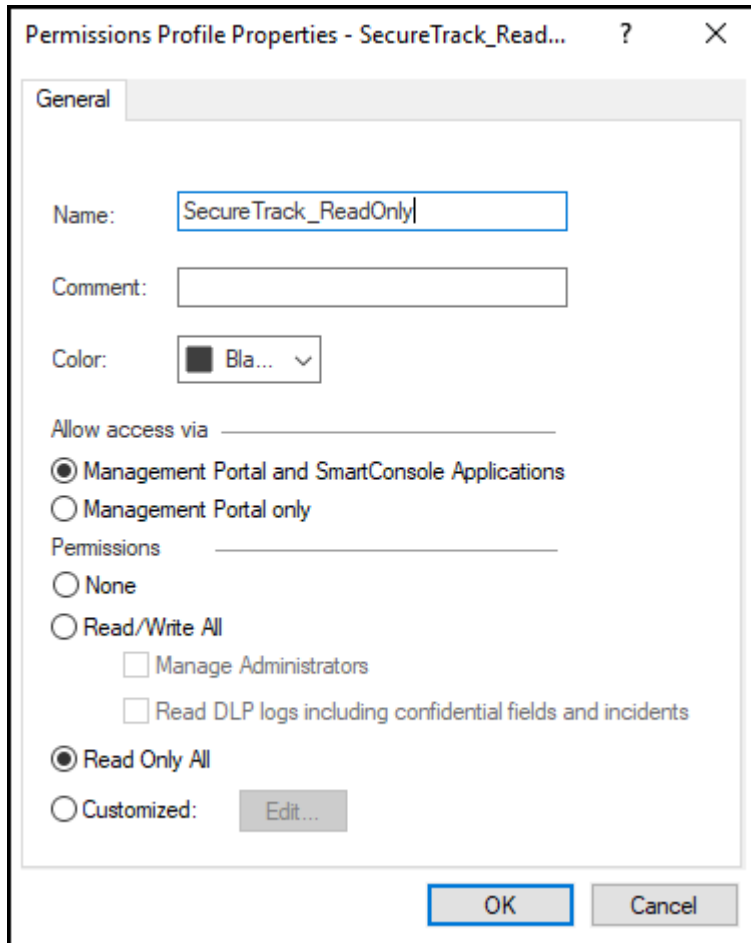 Permissions Profile Properties - SecureTrack_Read... ? ×
General
Name: SecureTrack_ReadOnly
Comment:
Color: Bla...
Allow access via
Management Portal and SmartConsole Applications
Management Portal only
Permissions
None
Read/Write All
Manage Administrators
Read DLP logs including confidential fields and incidents
Read Only All
Customized: Edit...
OK Cancel